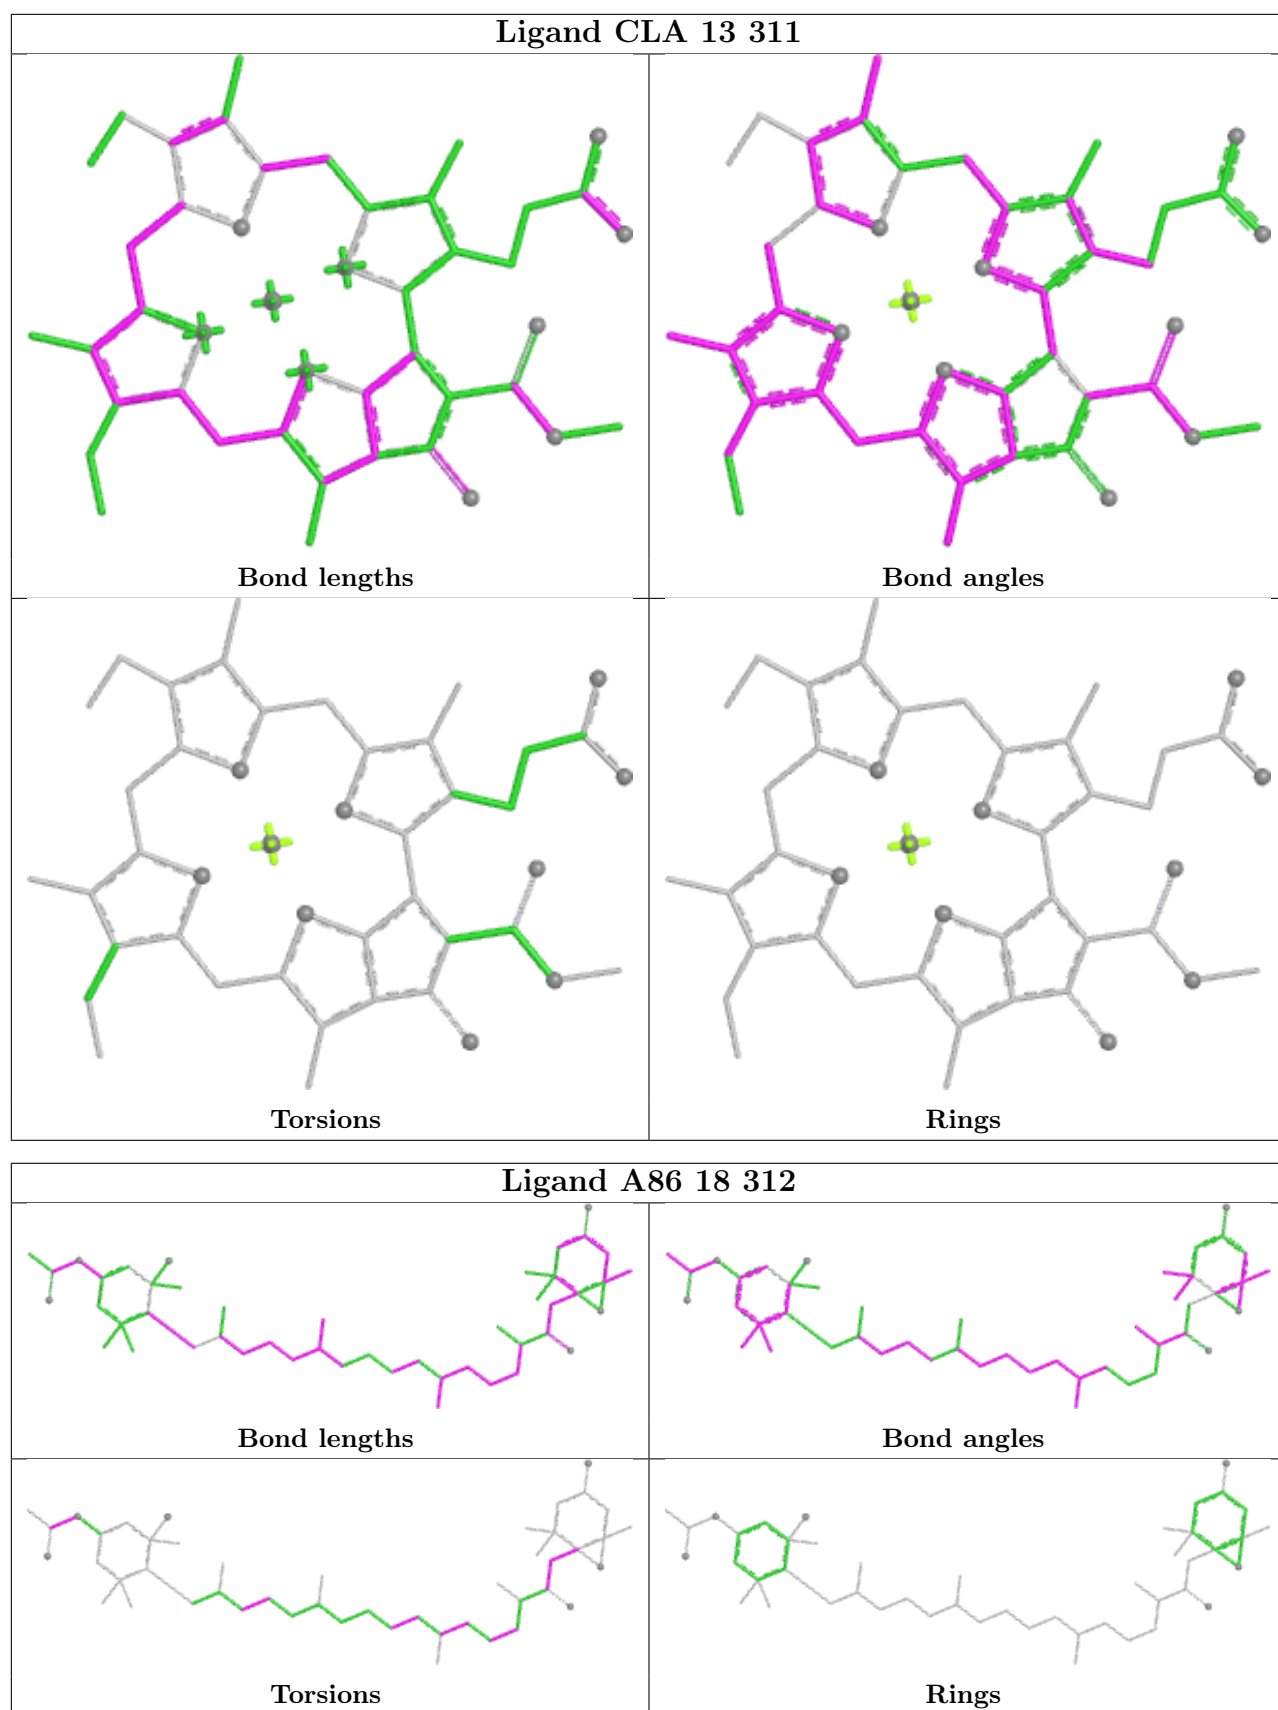 Ligand CLA 13 311
Bond lengths
Bond angles
Torsions
Rings
Ligand A86 18 312
Bond lengths
Bond angles
Torsions
Rings